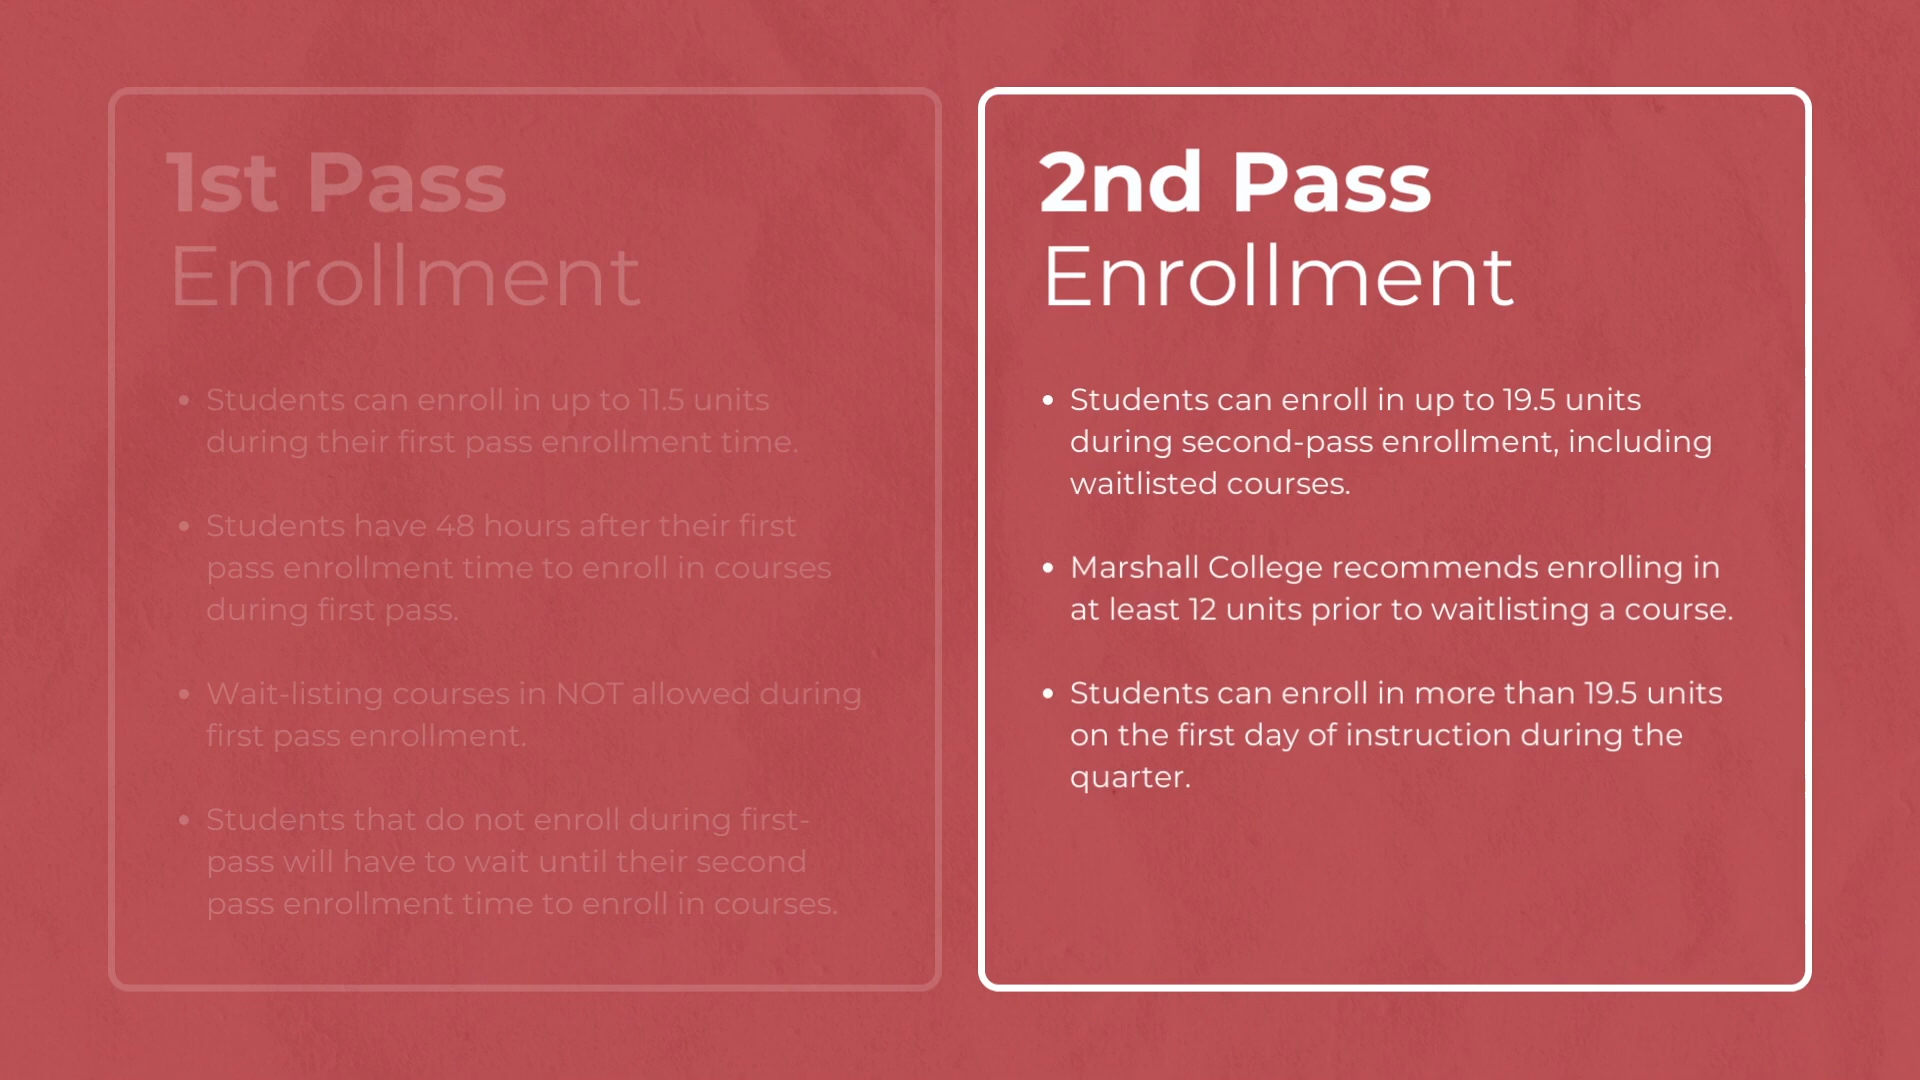 1st Pass
Enrollment
• Students can enroll in up to 11.5 units
during their first pass enrollment time.
• Students have 48 hours after their first
pass enrollment time to enroll in courses
during first pass.
• Wait-listing courses in NOT allowed during
first pass enrollment.
• Students that do not enroll during first-
pass will have to wait until their second
pass enrollment time to enroll in courses.
2nd Pass
Enrollment
• Students can enroll in up to 19.5 units
during second-pass enrollment, including
waitlisted courses.
• Marshall College recommends enrolling in
at least 12 units prior to waitlisting a course.
• Students can enroll in more than 19.5 units
on the first day of instruction during the
quarter.